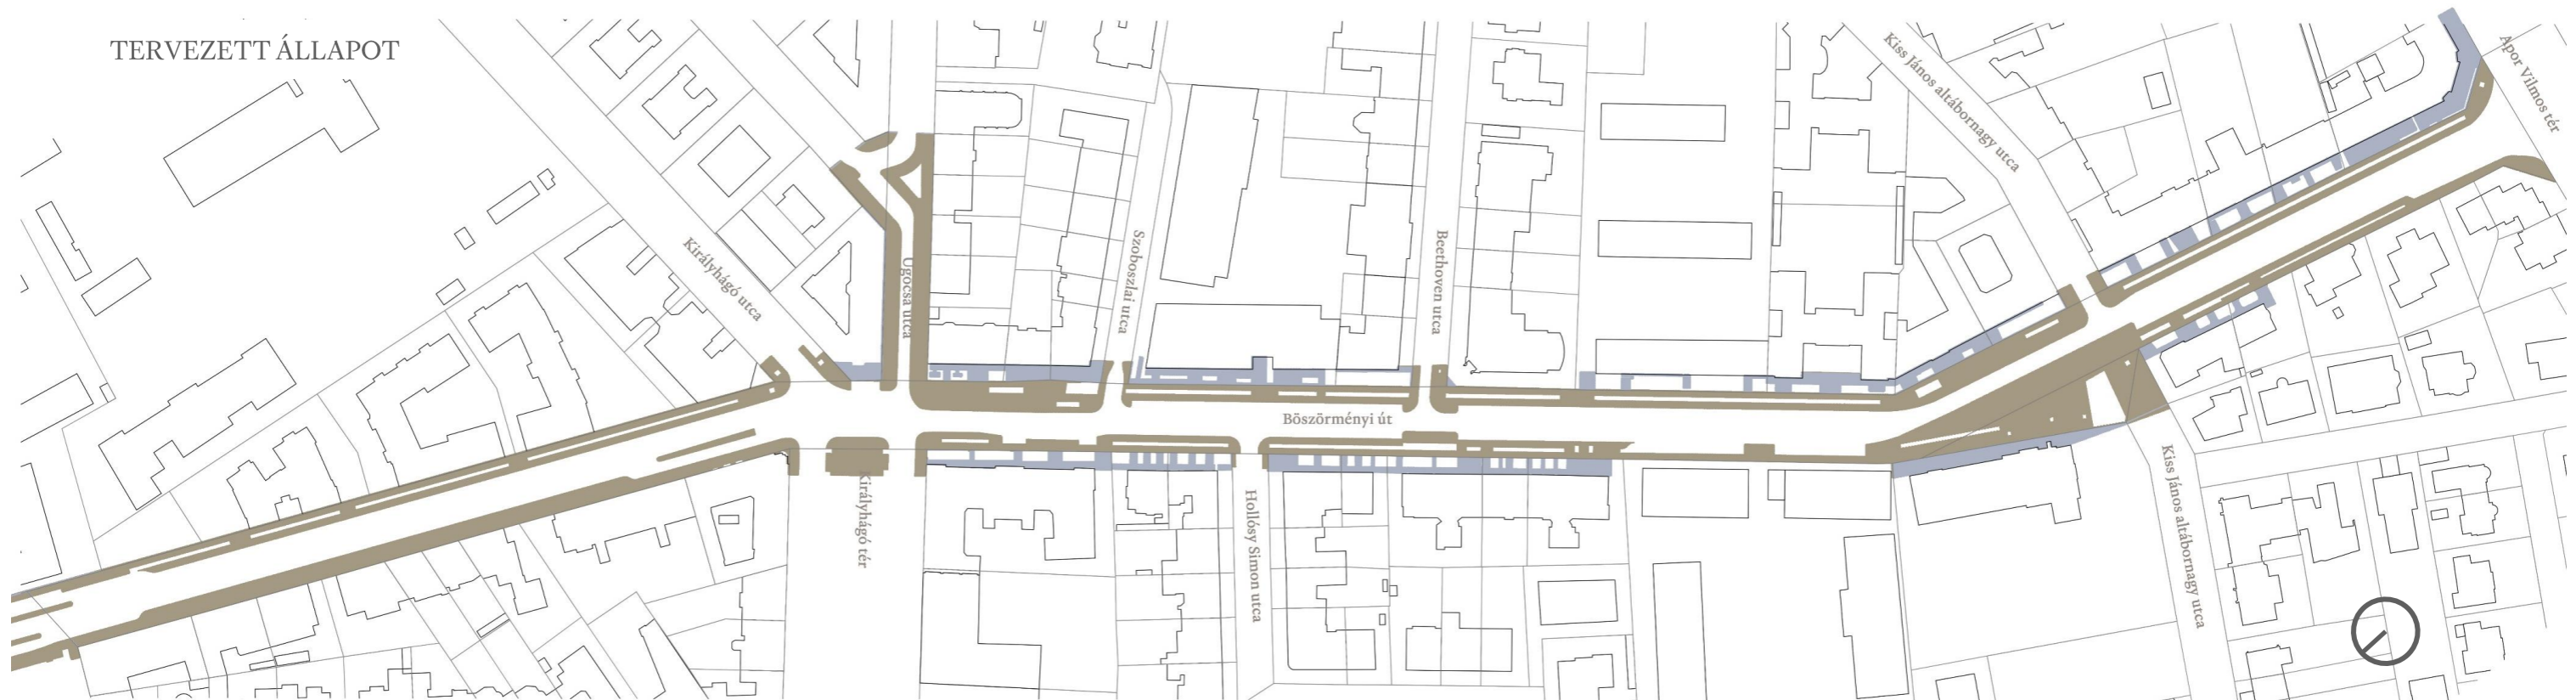 TERVEZETT ÁLLAPOT
Kiss János altábornagy utca
Apor Vilmos tér
Királyhágó utca
Ugocsa utca
Szoboszlai utca
Beethoven utca
Böszörményi út
Királyhágó tér
Hollósy Simon utca
Kiss János altábornagy utca